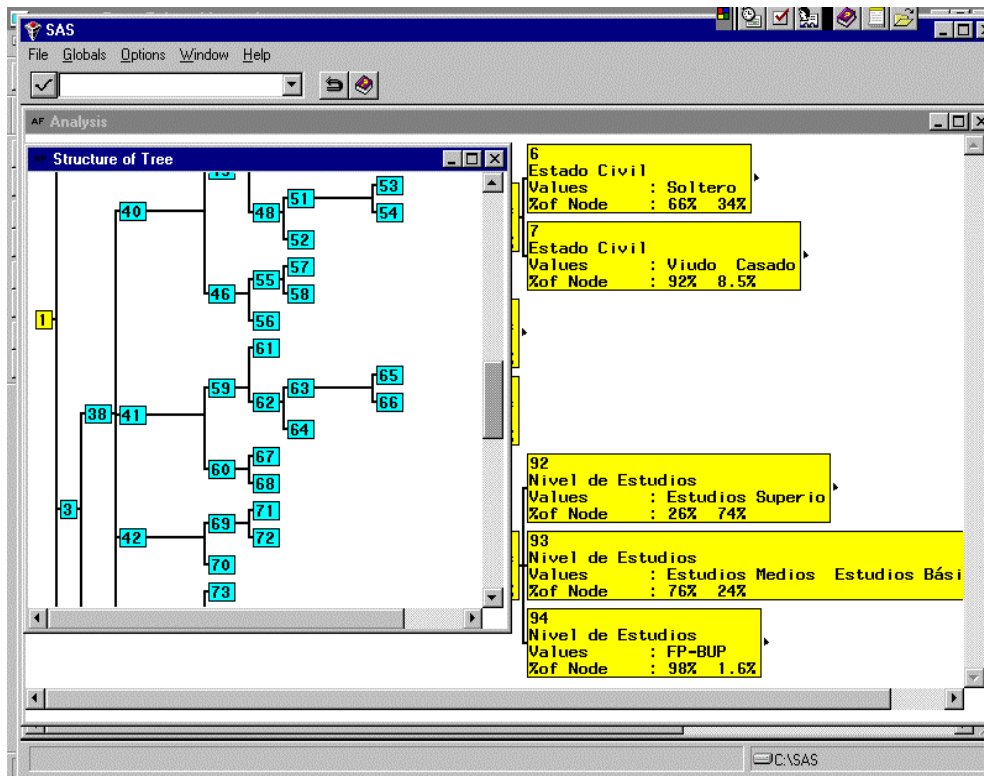 SAS
File Globals Options Window Help
AF Analysis
AF Structure of Tree
40
48
51
53
54
52
46
55
57
58
56
1
61
59
62
63
65
66
64
38
41
60
67
68
3
42
69
71
72
70
73
6
Estado Civil
Values : Soltero
%of Node : 66% 34%
7
Estado Civil
Values : Viudo Casado
%of Node : 92% 8.5%
92
Nivel de Estudios
Values : Estudios Superio
%of Node : 26% 74%
93
Nivel de Estudios
Values : Estudios Medios Estudios Bási
%of Node : 76% 24%
94
Nivel de Estudios
Values : FP-BUP
%of Node : 98% 1.6%
C:\SAS